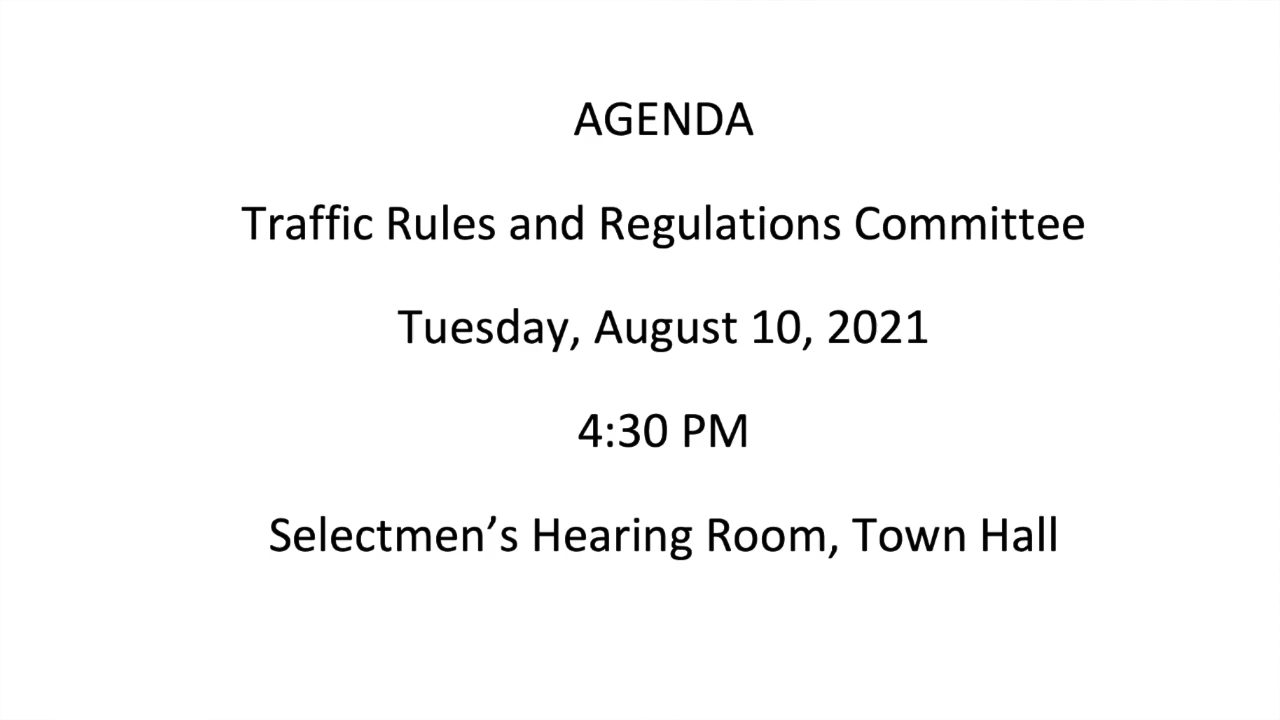 AGENDA
Traffic Rules and Regulations Committee
Tuesday, August 10, 2021
4:30 PM
Selectmen’s Hearing Room, Town Hall